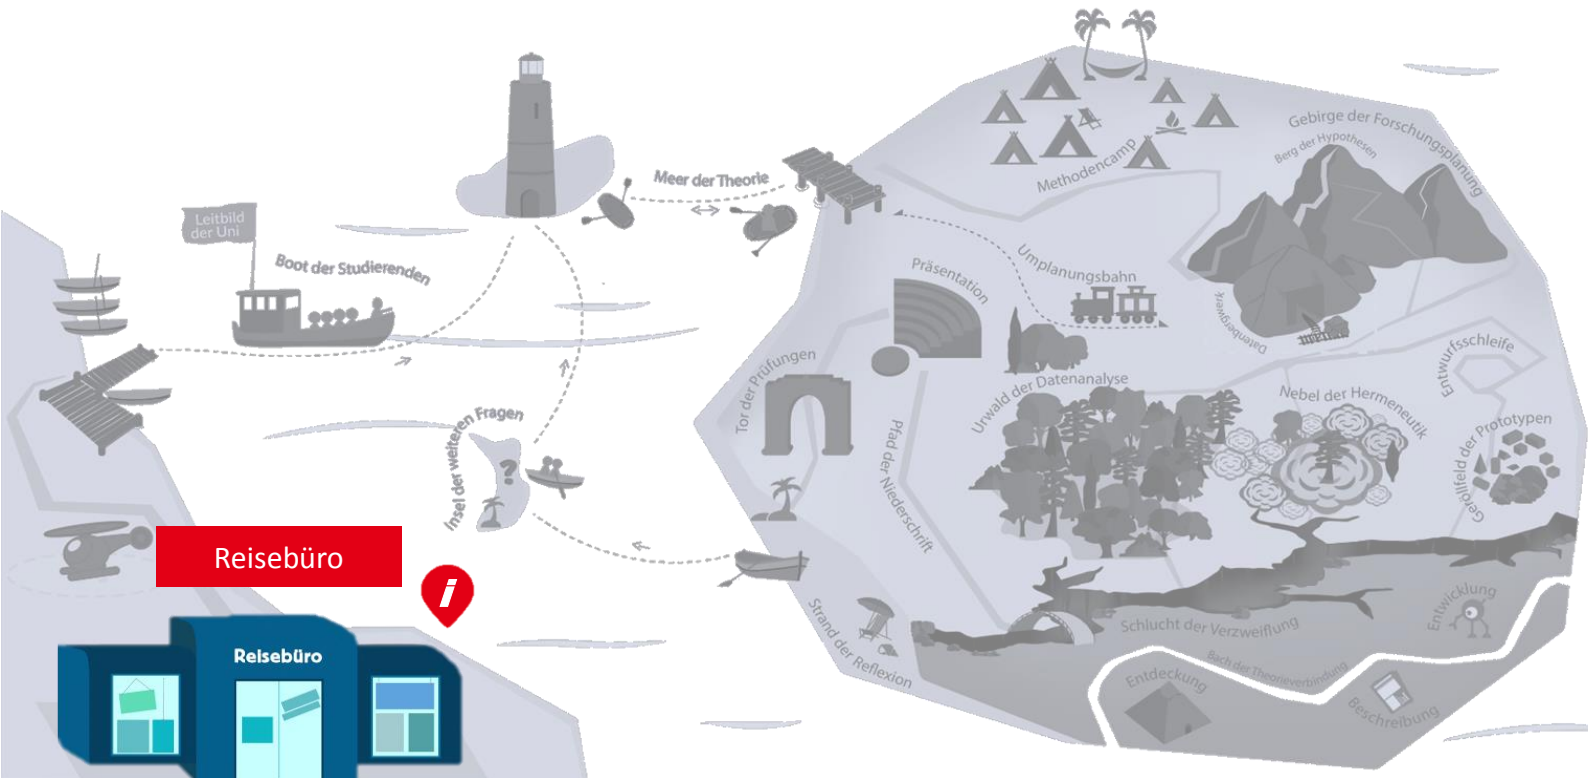 Leitbild
der Uni
Boot der Studierenden
Meer der Theorie
Methodencamp
Gebirge der Forschungsplanung
Berg der Hypothesen
Datenbergwerk
Umplanungsbahn
Präsentation
Tor der Prüfungen
Pfad der Niederschrift
Urwald der Datenanalyse
Nebel der Hermeneutik
Entwurfsschleife
Geröllfeld der Prototypen
Insel der weiteren Fragen
?
Reisebüro
i
Reisebüro
Strand der Reflexion
Schlucht der Verzweiflung
Entwicklung
Bach der Theorieverbindung
Entdeckung
Beschreibung